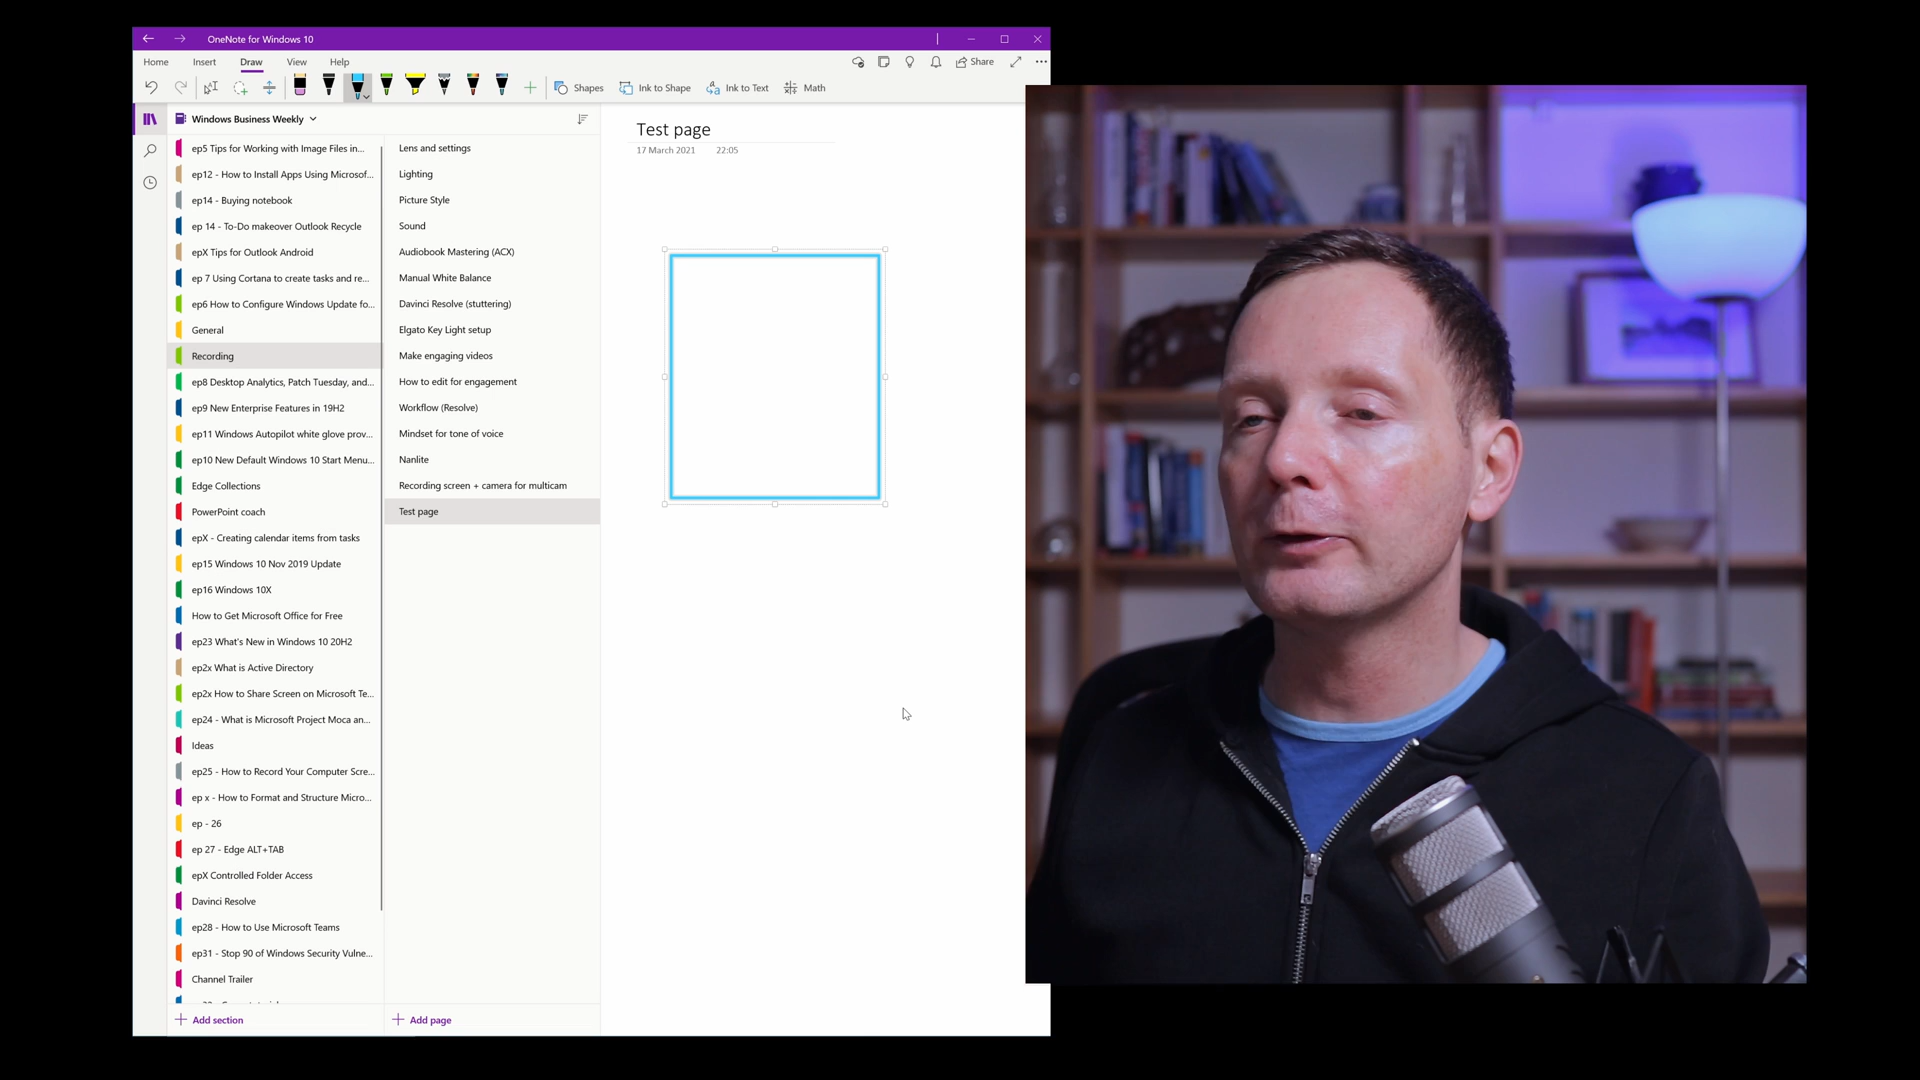 OneNote for Windows 10
Home Insert Draw View Help
Share
Shapes Ink to Shape Ink to Text Math
Windows Business Weekly
ep5 Tips for Working with Image Files in...
ep12 - How to Install Apps Using Microsof...
ep14 - Buying notebook
ep 14 - To-Do makeover Outlook Recycle
epX Tips for Outlook Android
ep 7 Using Cortana to create tasks and re...
ep6 How to Configure Windows Update fo...
General
Recording
ep8 Desktop Analytics, Patch Tuesday, and...
ep9 New Enterprise Features in 19H2
ep11 Windows Autopilot white glove prov...
ep10 New Default Windows 10 Start Menu...
Edge Collections
PowerPoint coach
epX - Creating calendar items from tasks
ep15 Windows 10 Nov 2019 Update
ep16 Windows 10X
How to Get Microsoft Office for Free
ep23 What's New in Windows 10 20H2
ep2x What is Active Directory
ep2x How to Share Screen on Microsoft Te...
ep24 - What is Microsoft Project Moca an...
Ideas
ep25 - How to Record Your Computer Scre...
ep x - How to Format and Structure Micro...
ep - 26
ep 27 - Edge ALT+TAB
epX Controlled Folder Access
Davinci Resolve
ep28 - How to Use Microsoft Teams
ep31 - Stop 90 of Windows Security Vulne...
Channel Trailer
Add section
Lens and settings
Lighting
Picture Style
Sound
Audiobook Mastering (ACX)
Manual White Balance
Davinci Resolve (stuttering)
Elgato Key Light setup
Make engaging videos
How to edit for engagement
Workflow (Resolve)
Mindset for tone of voice
Nanlite
Recording screen + camera for multicam
Test page
Add page
Test page
17 March 2021 22:05